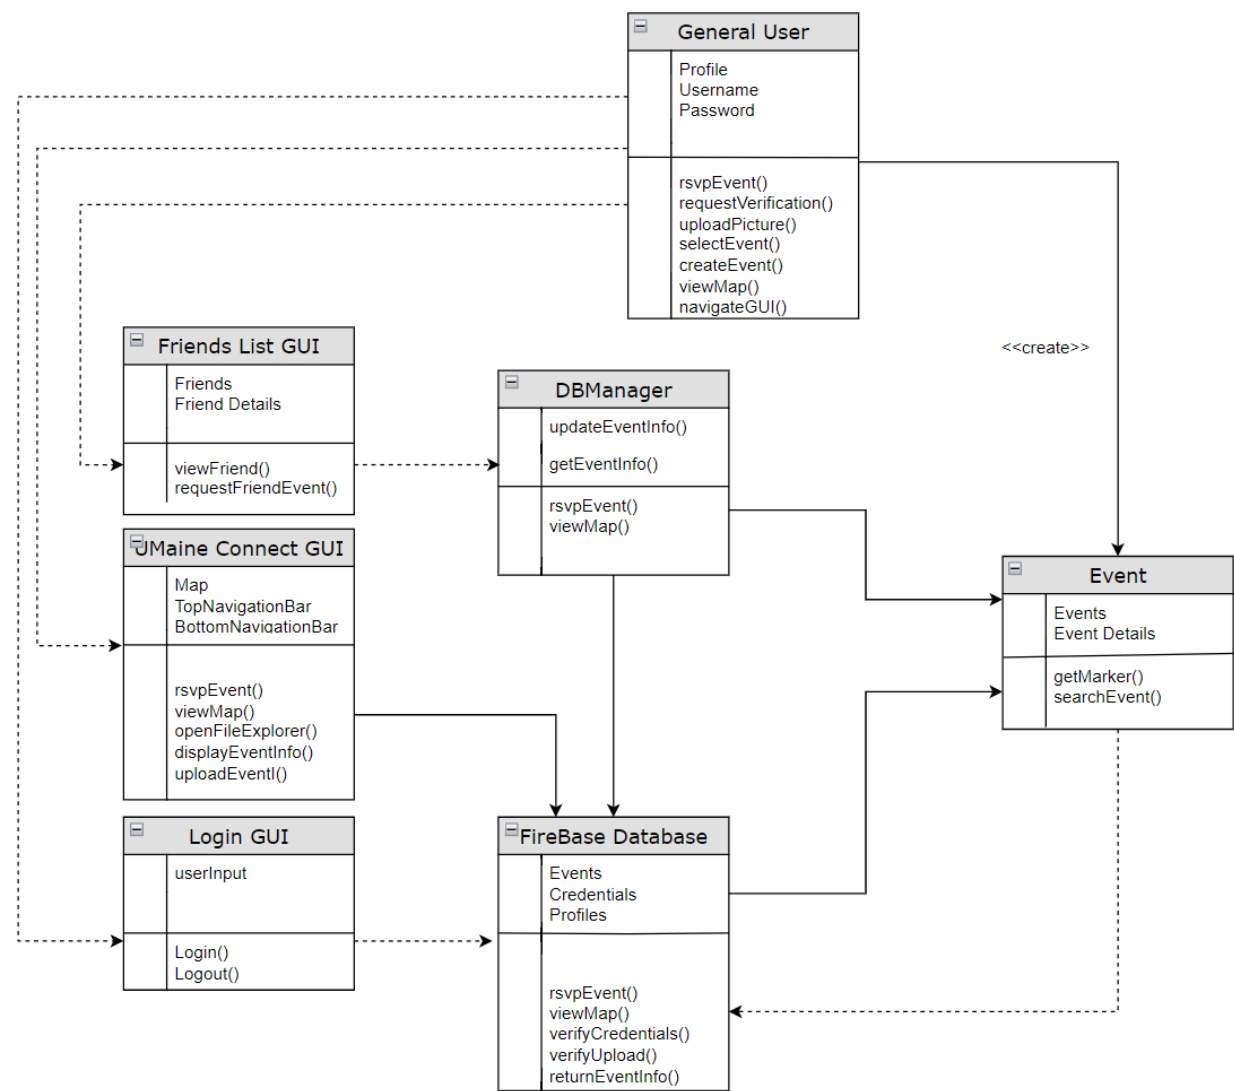 General User
Profile
Username
Password
rsvpEvent()
requestVerification()
uploadPicture()
selectEvent()
createEvent()
viewMap()
navigateGUI()
<<create>>
Friends List GUI
Friends
Friend Details
viewFriend()
requestFriendEvent()
DBManager
updateEventInfo()
getEventInfo()
rsvpEvent()
viewMap()
UMaine Connect GUI
Map
TopNavigationBar
BottomNavigationBar
rsvpEvent()
viewMap()
openFileExplorer()
displayEventInfo()
uploadEventI()
Event
Events
Event Details
getMarker()
searchEvent()
Login GUI
userInput
Login()
Logout()
FireBase Database
Events
Credentials
Profiles
rsvpEvent()
viewMap()
verifyCredentials()
verifyUpload()
returnEventInfo()